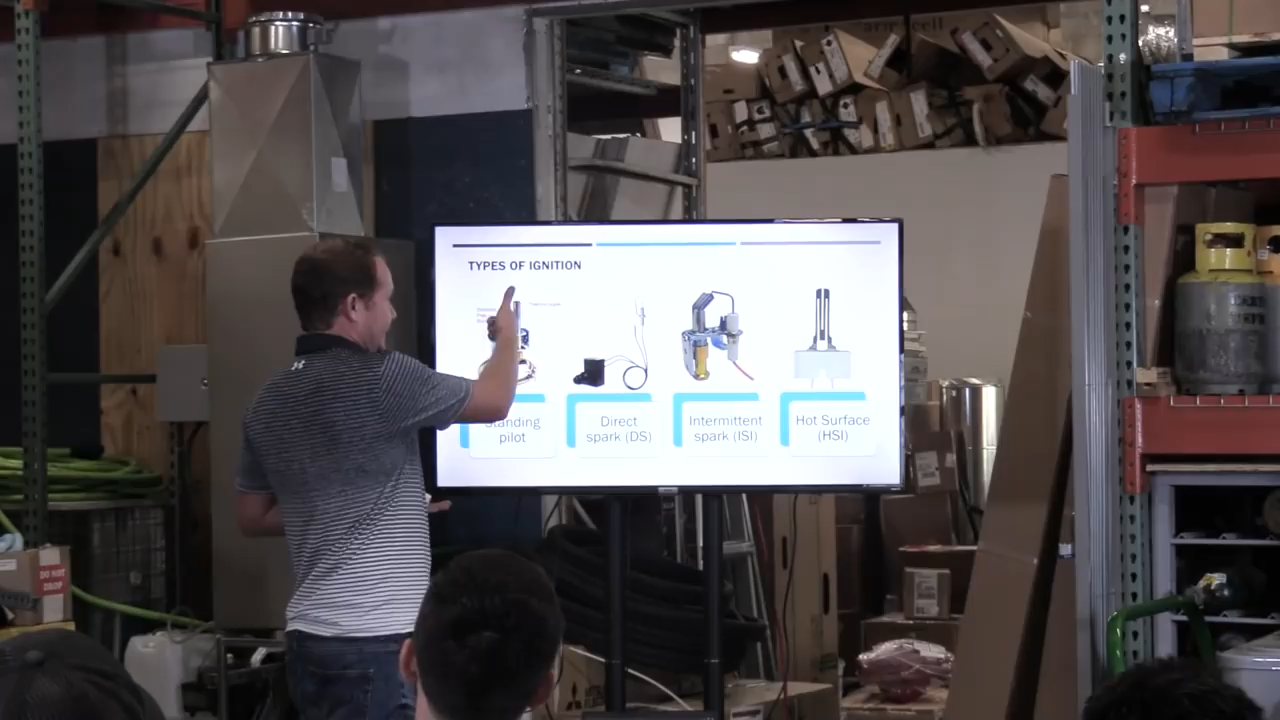 TYPES OF IGNITION
Standing
pilot
Direct
spark (DS)
Intermittent
spark (ISI)
Hot Surface
(HSI)
DO NOT
DROP